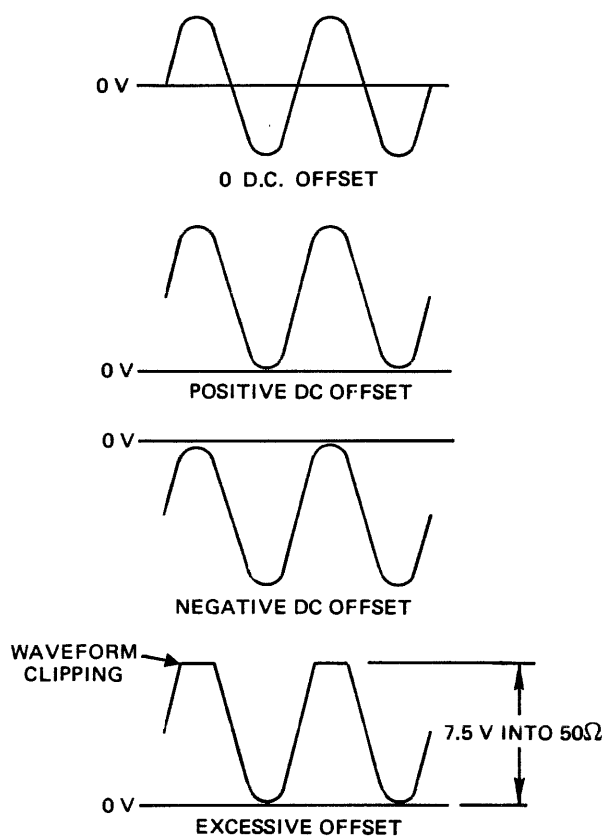 0 V
0 D.C. OFFSET
0 V
POSITIVE DC OFFSET
0 V
NEGATIVE DC OFFSET
WAVEFORM
CLIPPING
7.5 V INTO 50Ω
0 V
EXCESSIVE OFFSET